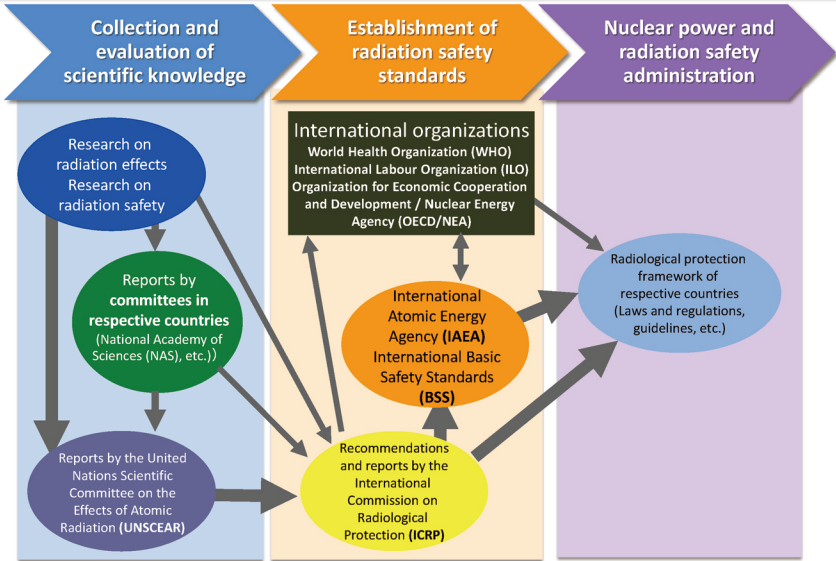 Collection and
evaluation of
scientific knowledge
Establishment of
radiation safety
standards
Nuclear power and
radiation safety
administration
Research on
radiation effects
Research on
radiation safety
Reports by
committees in
respective countries
(National Academy of
Sciences (NAS), etc.))
Reports by the United
Nations Scientific
Committee on the
Effects of Atomic
Radiation (UNSCEAR)
International organizations
World Health Organization (WHO)
International Labour Organization (ILO)
Organization for Economic Cooperation
and Development / Nuclear Energy
Agency (OECD/NEA)
International
Atomic Energy
Agency (IAEA)
International Basic
Safety Standards
(BSS)
Recommendations
and reports by the
International
Commission on
Radiological
Protection (ICRP)
Radiological protection
framework of
respective countries
(Laws and regulations,
guidelines, etc.)